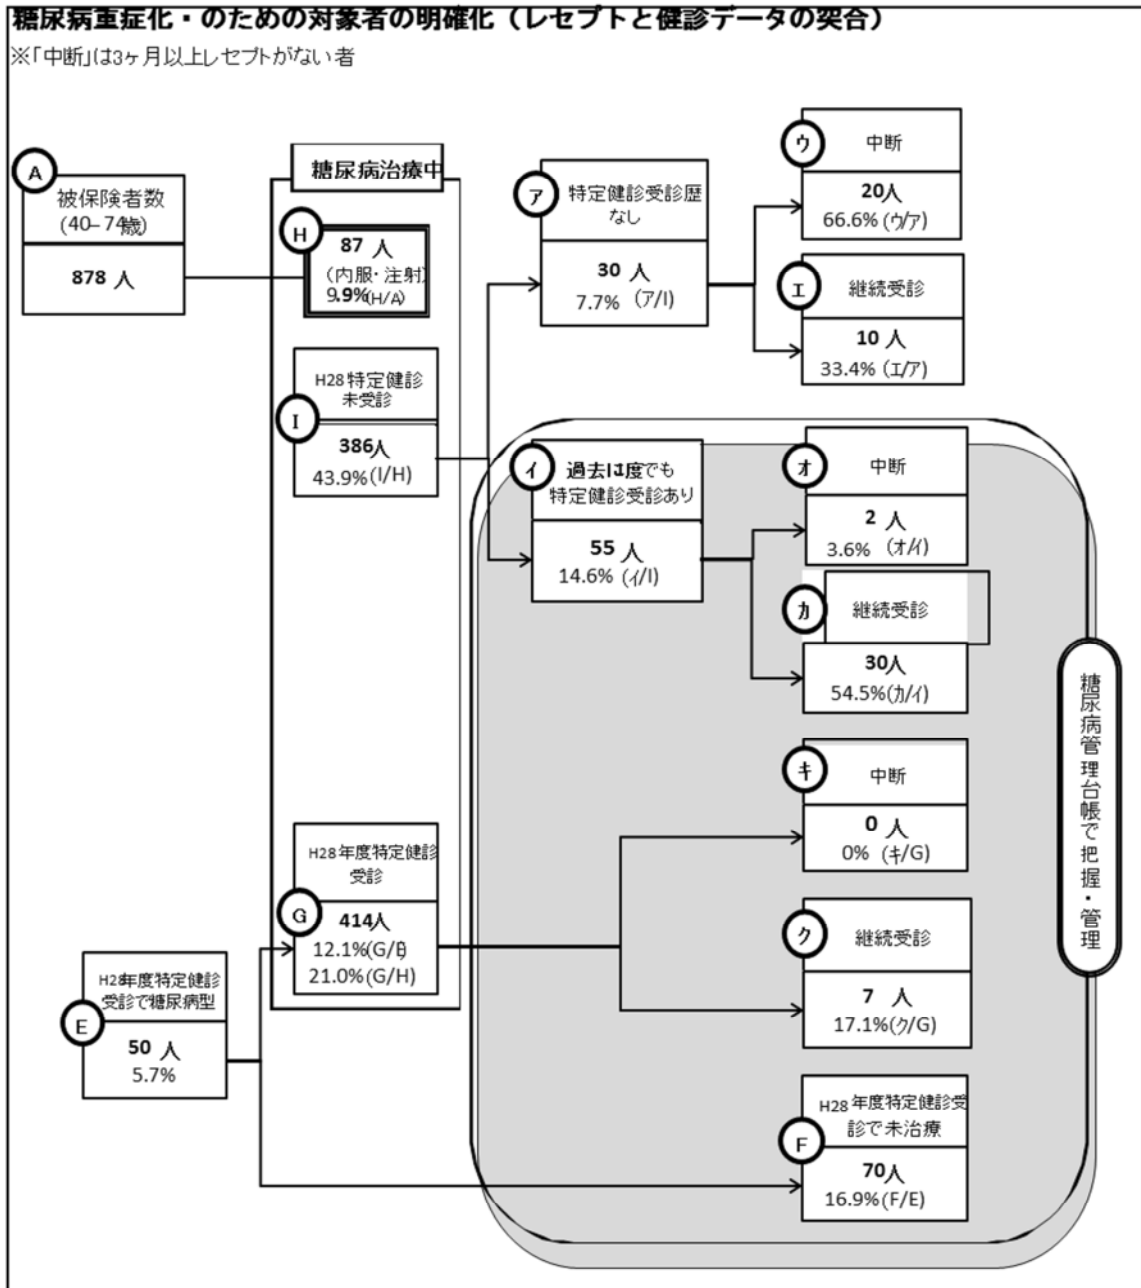 糖尿病重症化・のための対象者の明確化（レセプトと健診データの突合）
※「中断」は3ヶ月以上レセプトがない者
A
被保険者数
(40–74歳)
878 人
糖尿病治療中
H
87 人
(内服・注射)
9.9%(H/A)
I
H28特定健診
未受診
386人
43.9%(I/H)
ア
特定健診受診歴
なし
30 人
7.7% (ア/I)
ウ
中断
20人
66.6%(ウ/ア)
エ
継続受診
10 人
33.4% (エ/ア)
イ
過去は度でも
特定健診受診あり
55 人
14.6% (イ/I)
オ
中断
2 人
3.6% (オ/イ)
カ
継続受診
30人
54.5%(カ/イ)
キ
中断
0 人
0% (キ/G)
G
H28年度特定健診
受診
414人
12.1%(G/
21.0%(G/H)
ク
継続受診
7 人
17.1%(ク/G)
E
H28年度特定健診
受診で糖尿病型
50 人
5.7%
F
H28年度特定健診受
診で未治療
70人
16.9%(F/E)
糖尿病管理台帳で把握・管理